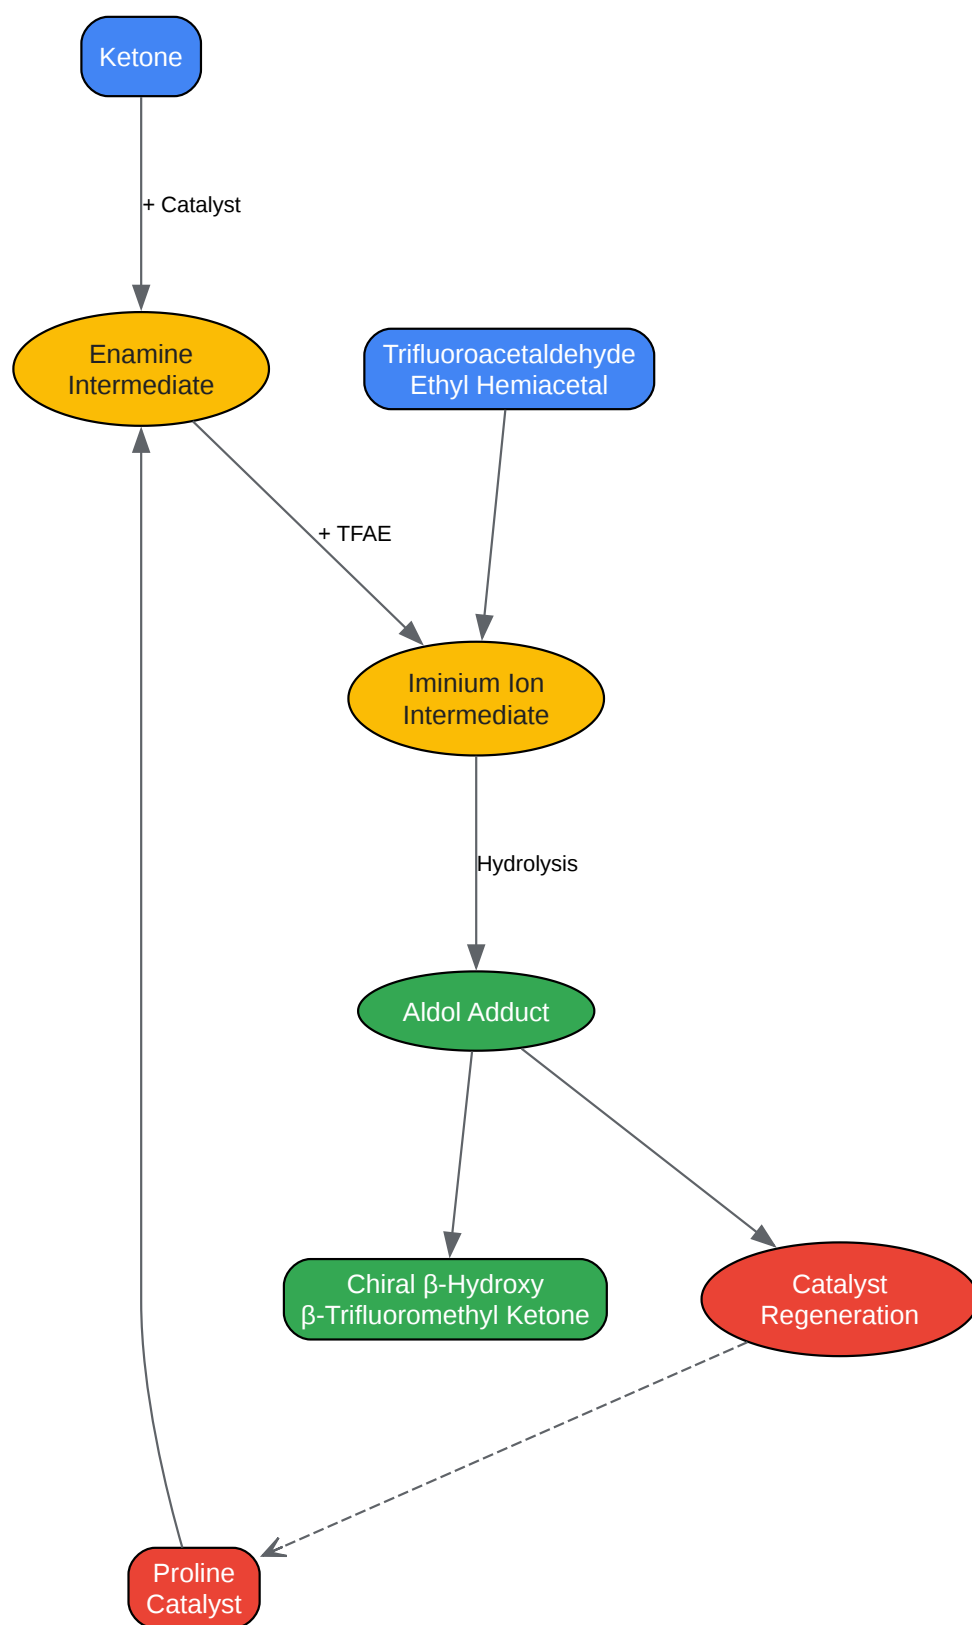 Ketone
+ Catalyst
Enamine
Intermediate
Trifluoroacetaldehyde
Ethyl Hemiacetal
+ TFAE
Iminium Ion
Intermediate
Hydrolysis
Aldol Adduct
Chiral β-Hydroxy
β-Trifluoromethyl Ketone
Catalyst
Regeneration
Proline
Catalyst